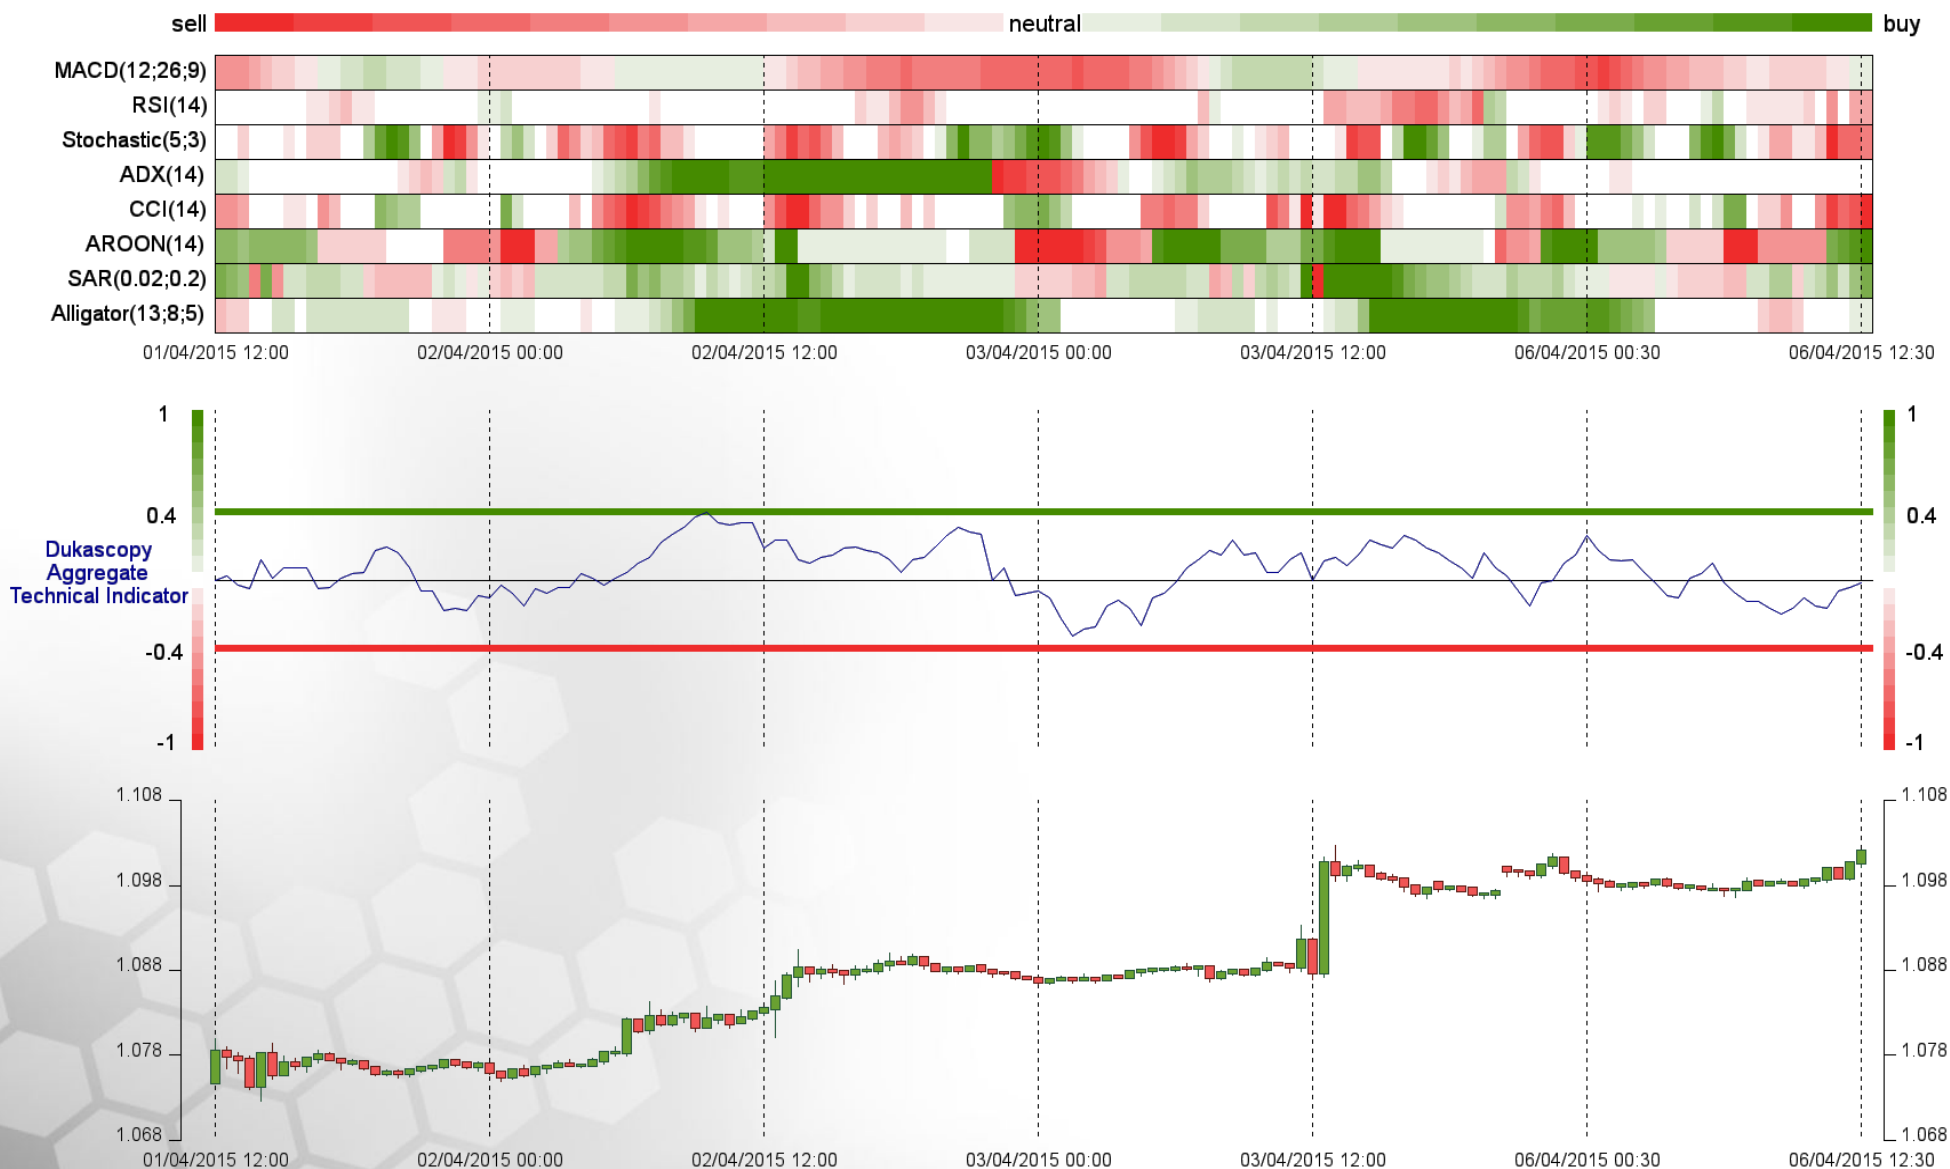 sell neutral buy
MACD(12;26;9)
RSI(14)
Stochastic(5;3)
ADX(14)
CCI(14)
AROON(14)
SAR(0.02;0.2)
Alligator(13;8;5)
01/04/2015 12:00 02/04/2015 00:00 02/04/2015 12:00 03/04/2015 00:00 03/04/2015 12:00 06/04/2015 00:30 06/04/2015 12:30
1 1
0.4 0.4
Dukascopy
Aggregate
Technical Indicator
-0.4 -0.4
-1 -1
1.108 1.108
1.098 1.098
1.088 1.088
1.078 1.078
1.068 1.068
01/04/2015 12:00 02/04/2015 00:00 02/04/2015 12:00 03/04/2015 00:00 03/04/2015 12:00 06/04/2015 00:30 06/04/2015 12:30